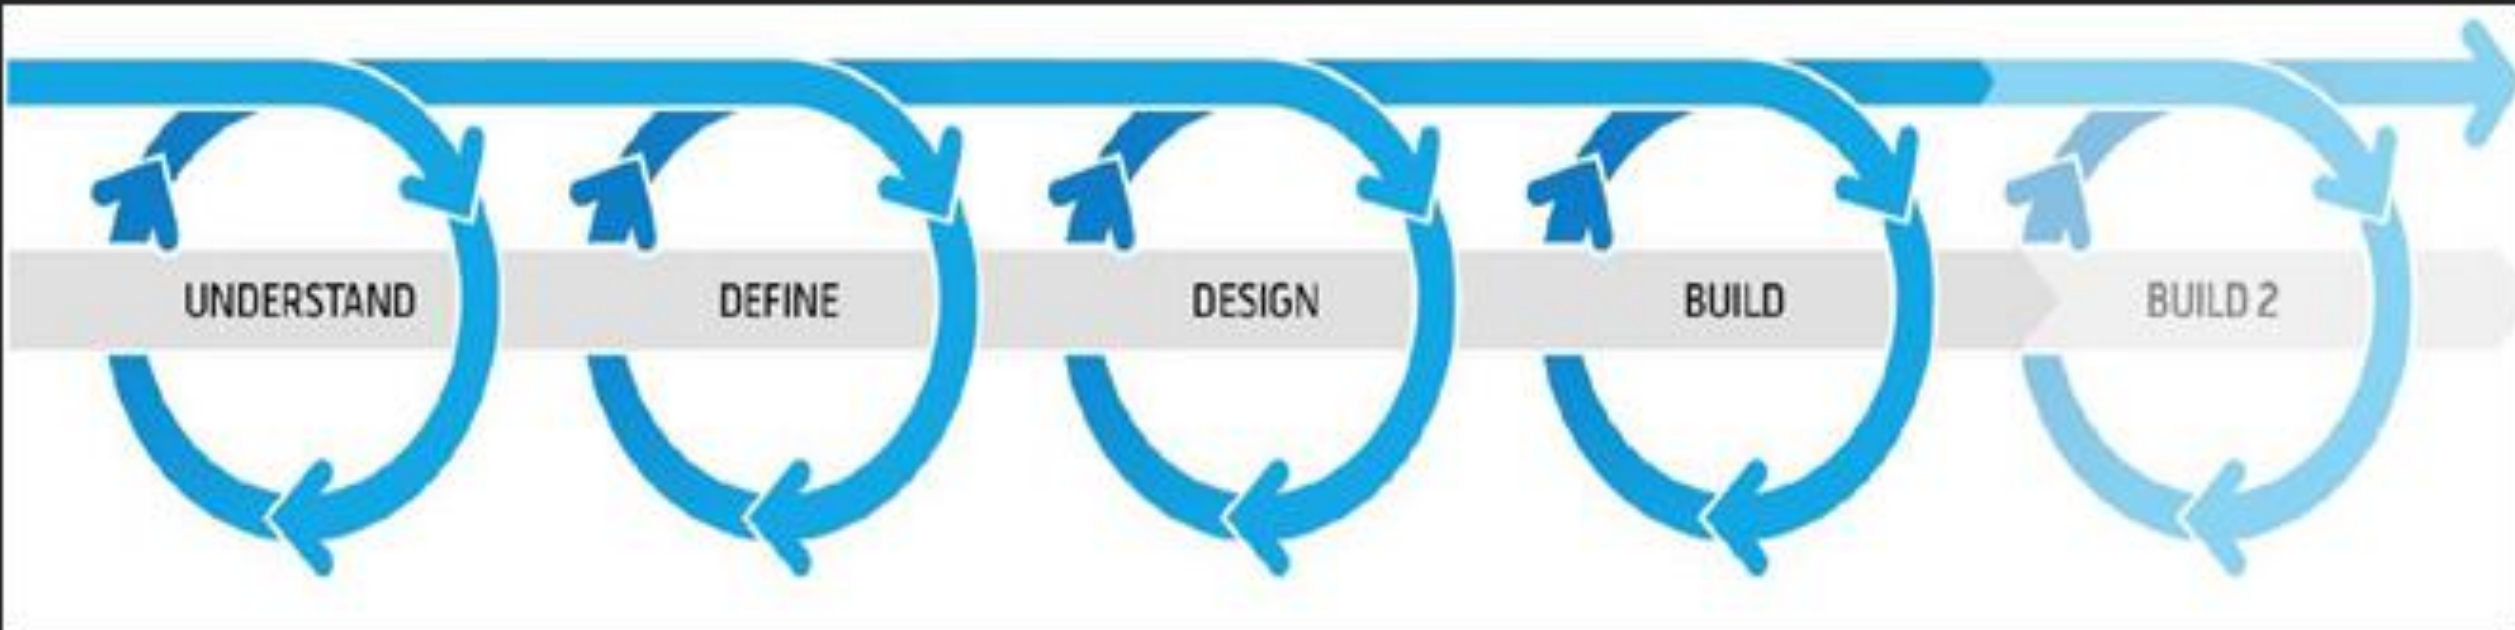 UNDERSTAND
DEFINE
DESIGN
BUILD
BUILD 2